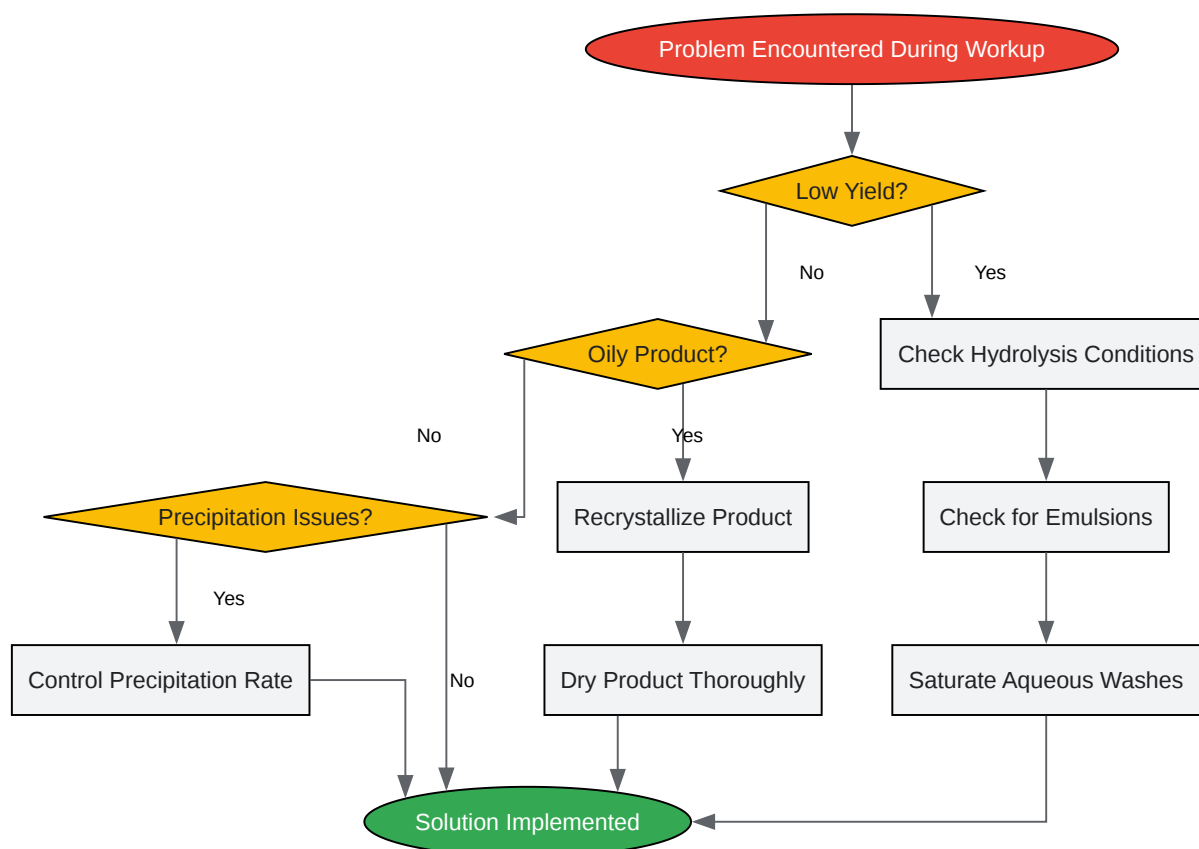 Problem Encountered During Workup
Low Yield?
No
Yes
Oily Product?
Check Hydrolysis Conditions
No
Yes
Precipitation Issues?
Recrystallize Product
Check for Emulsions
Yes
Control Precipitation Rate
No
Dry Product Thoroughly
Saturate Aqueous Washes
Solution Implemented